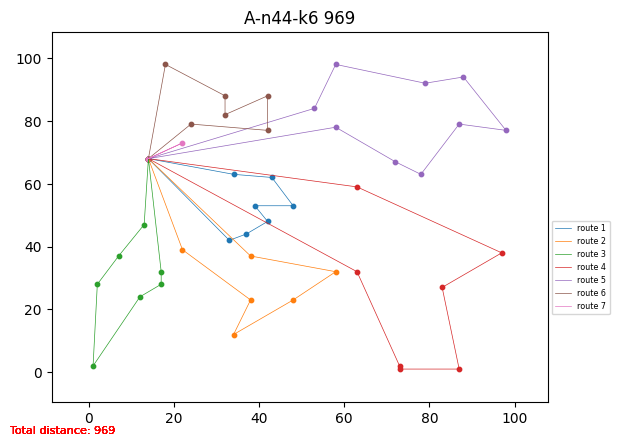 A-n44-k6 969
100
80
60
40
20
0
0 20 40 60 80 100
route 1
route 2
route 3
route 4
route 5
route 6
route 7
Total distance: 969